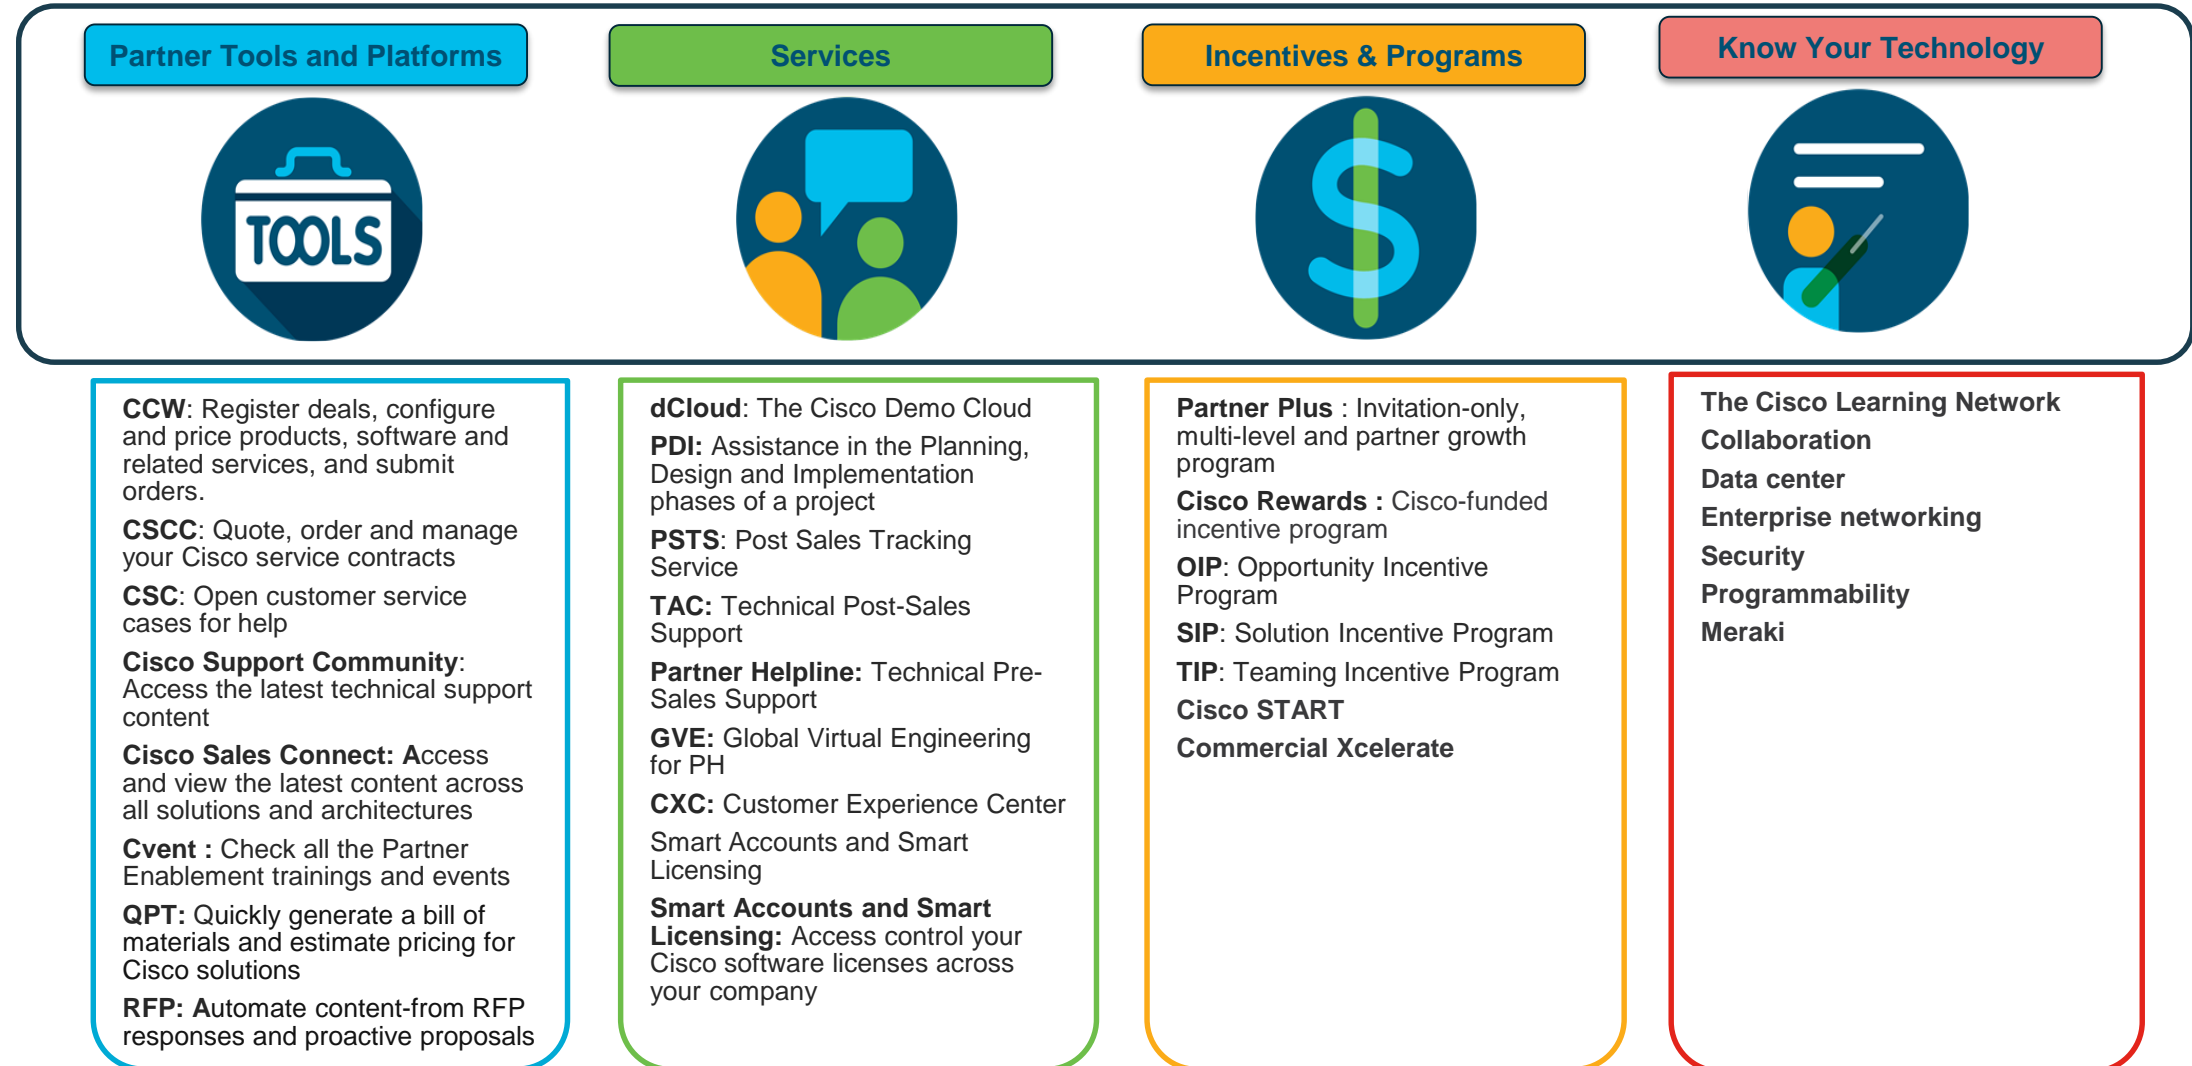 Partner Tools and Platforms
Services
Incentives & Programs
Know Your Technology
TOOLS
CCW: Register deals, configure
and price products, software and
related services, and submit
orders.
CSCC: Quote, order and manage
your Cisco service contracts
CSC: Open customer service
cases for help
Cisco Support Community:
Access the latest technical support
content
Cisco Sales Connect: Access
and view the latest content across
all solutions and architectures
Cvent : Check all the Partner
Enablement trainings and events
QPT: Quickly generate a bill of
materials and estimate pricing for
Cisco solutions
RFP: Automate content-from RFP
responses and proactive proposals
dCloud: The Cisco Demo Cloud
PDI: Assistance in the Planning,
Design and Implementation
phases of a project
PSTS: Post Sales Tracking
Service
TAC: Technical Post-Sales
Support
Partner Helpline: Technical Pre-
Sales Support
GVE: Global Virtual Engineering
for PH
CXC: Customer Experience Center
Smart Accounts and Smart
Licensing
Smart Accounts and Smart
Licensing: Access control your
Cisco software licenses across
your company
Partner Plus : Invitation-only,
multi-level and partner growth
program
Cisco Rewards : Cisco-funded
incentive program
OIP: Opportunity Incentive
Program
SIP: Solution Incentive Program
TIP: Teaming Incentive Program
Cisco START
Commercial Xcelerate
The Cisco Learning Network
Collaboration
Data center
Enterprise networking
Security
Programmability
Meraki